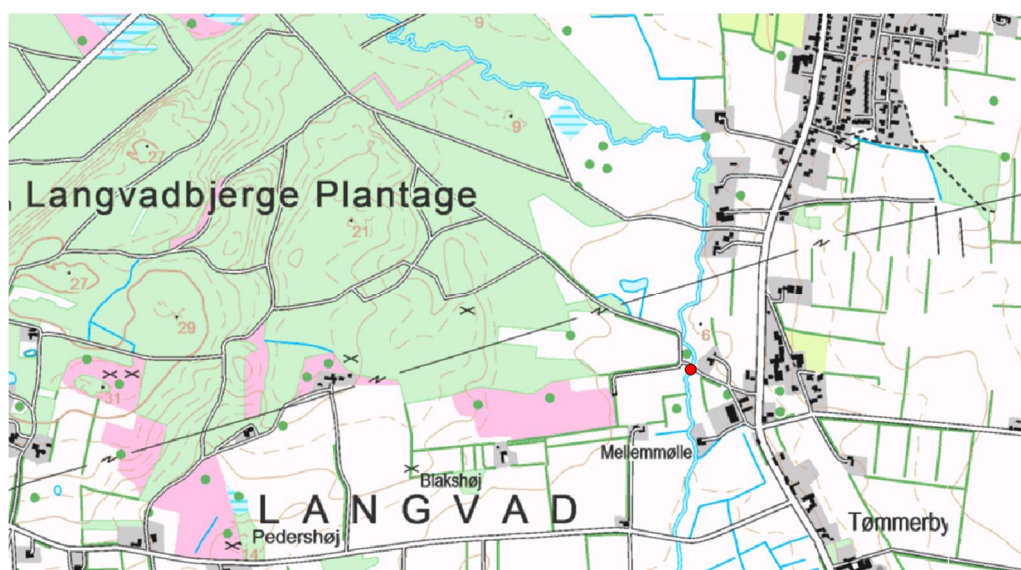 9
9
27
Langvadbjerge Plantage
21
27
29
6
31
Mellemmølle
Blakshøj
LANGVAD
Pedershøj
Tømmerby
14